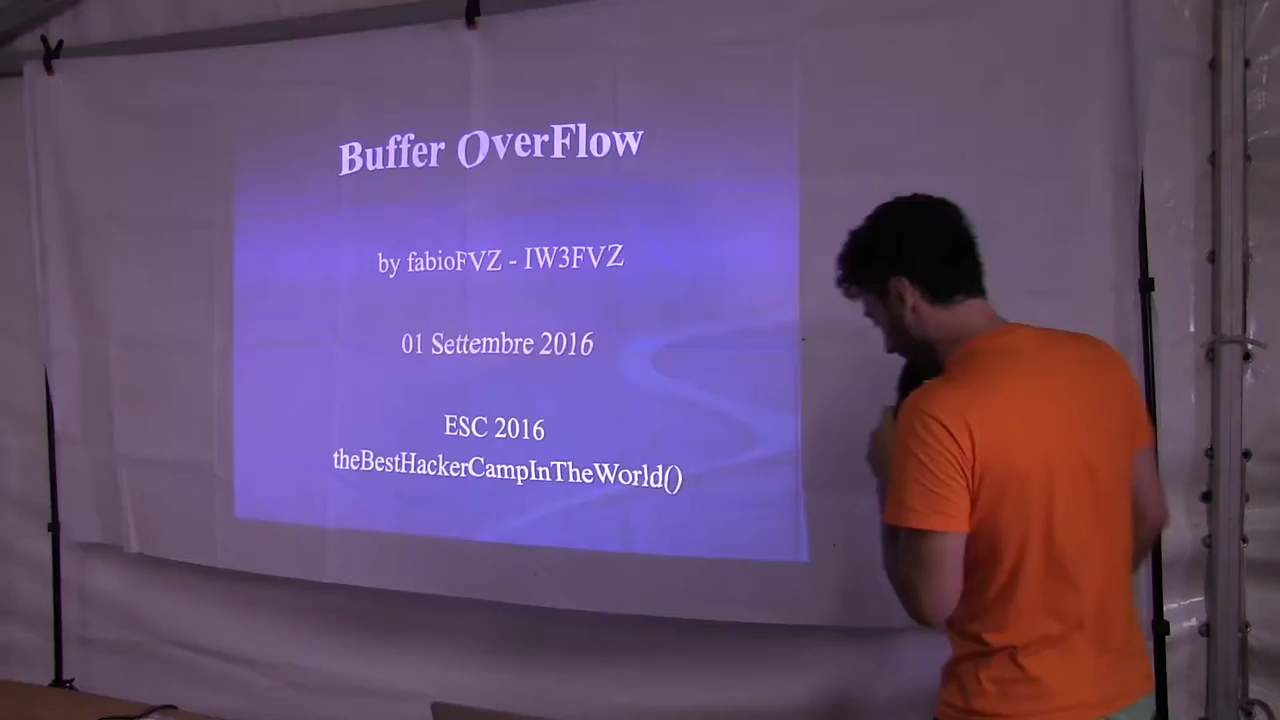 Buffer OverFlow
by fabioFVZ - IW3FVZ
01 Settembre 2016
ESC 2016
theBestHackerCampInTheWorld()